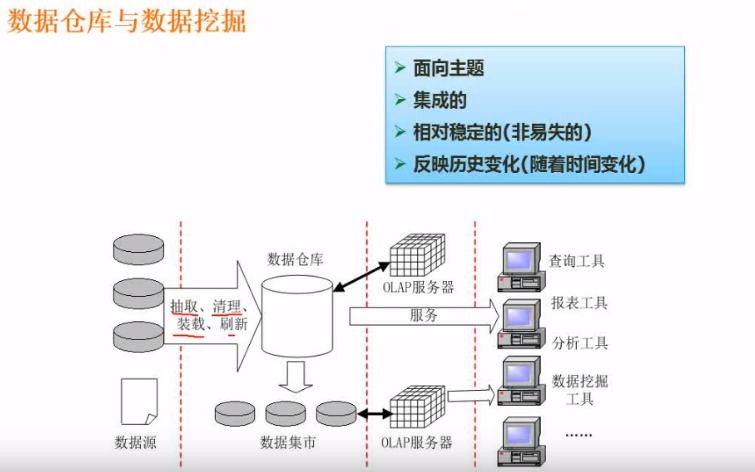 数据仓库与数据挖掘
面向主题
集成的
相对稳定的(非易失的)
反映历史变化(随着时间变化)
数据仓库
抽取、清理、
装载、刷新
OLAP服务器
服务
查询工具
报表工具
分析工具
数据挖掘
工具
……
数据源
数据集市
OLAP服务器